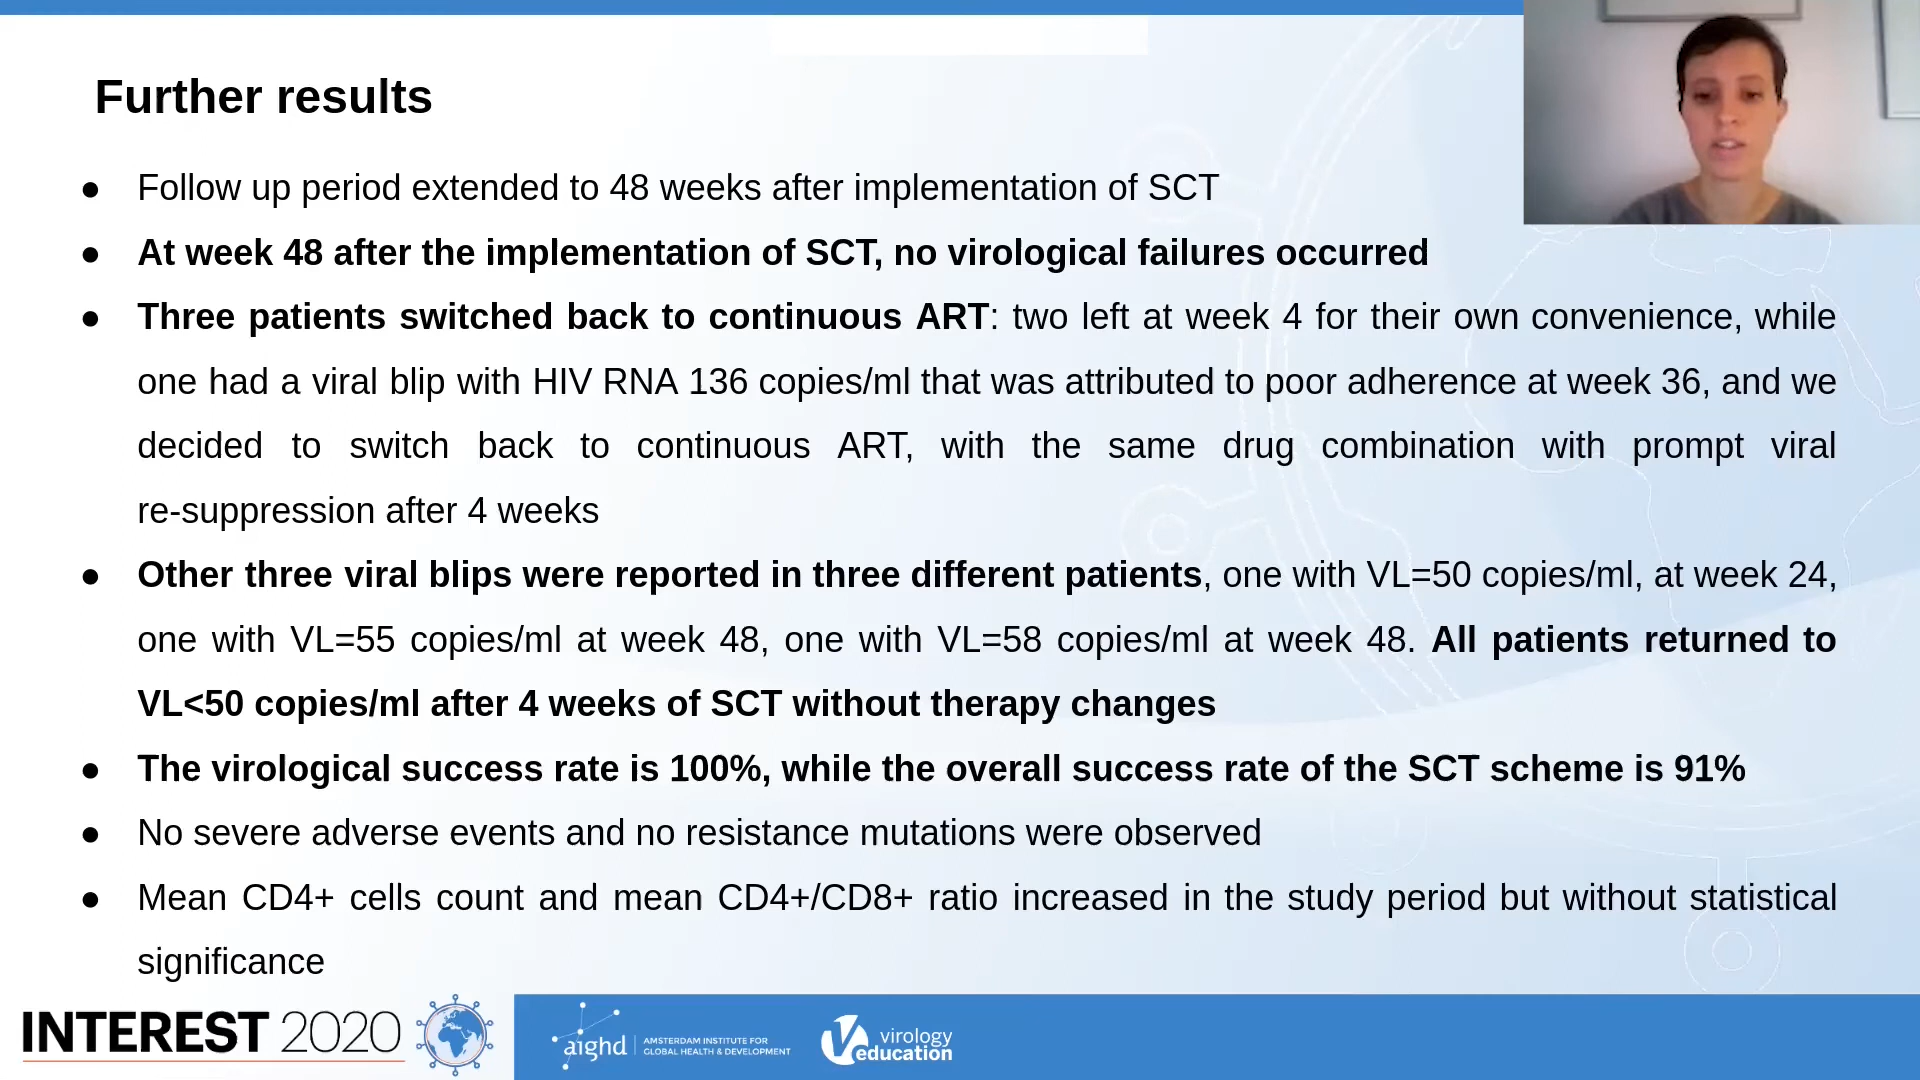 Further results
● Follow up period extended to 48 weeks after implementation of SCT
● At week 48 after the implementation of SCT, no virological failures occurred
● Three patients switched back to continuous ART: two left at week 4 for their own convenience, while
one had a viral blip with HIV RNA 136 copies/ml that was attributed to poor adherence at week 36, and we
decided to switch back to continuous ART, with the same drug combination with prompt viral
re-suppression after 4 weeks
● Other three viral blips were reported in three different patients, one with VL=50 copies/ml, at week 24,
one with VL=55 copies/ml at week 48, one with VL=58 copies/ml at week 48. All patients returned to
VL<50 copies/ml after 4 weeks of SCT without therapy changes
● The virological success rate is 100%, while the overall success rate of the SCT scheme is 91%
● No severe adverse events and no resistance mutations were observed
● Mean CD4+ cells count and mean CD4+/CD8+ ratio increased in the study period but without statistical
significance
INTEREST 2020
aighd
AMSTERDAM INSTITUTE FOR
GLOBAL HEALTH & DEVELOPMENT
virology
education